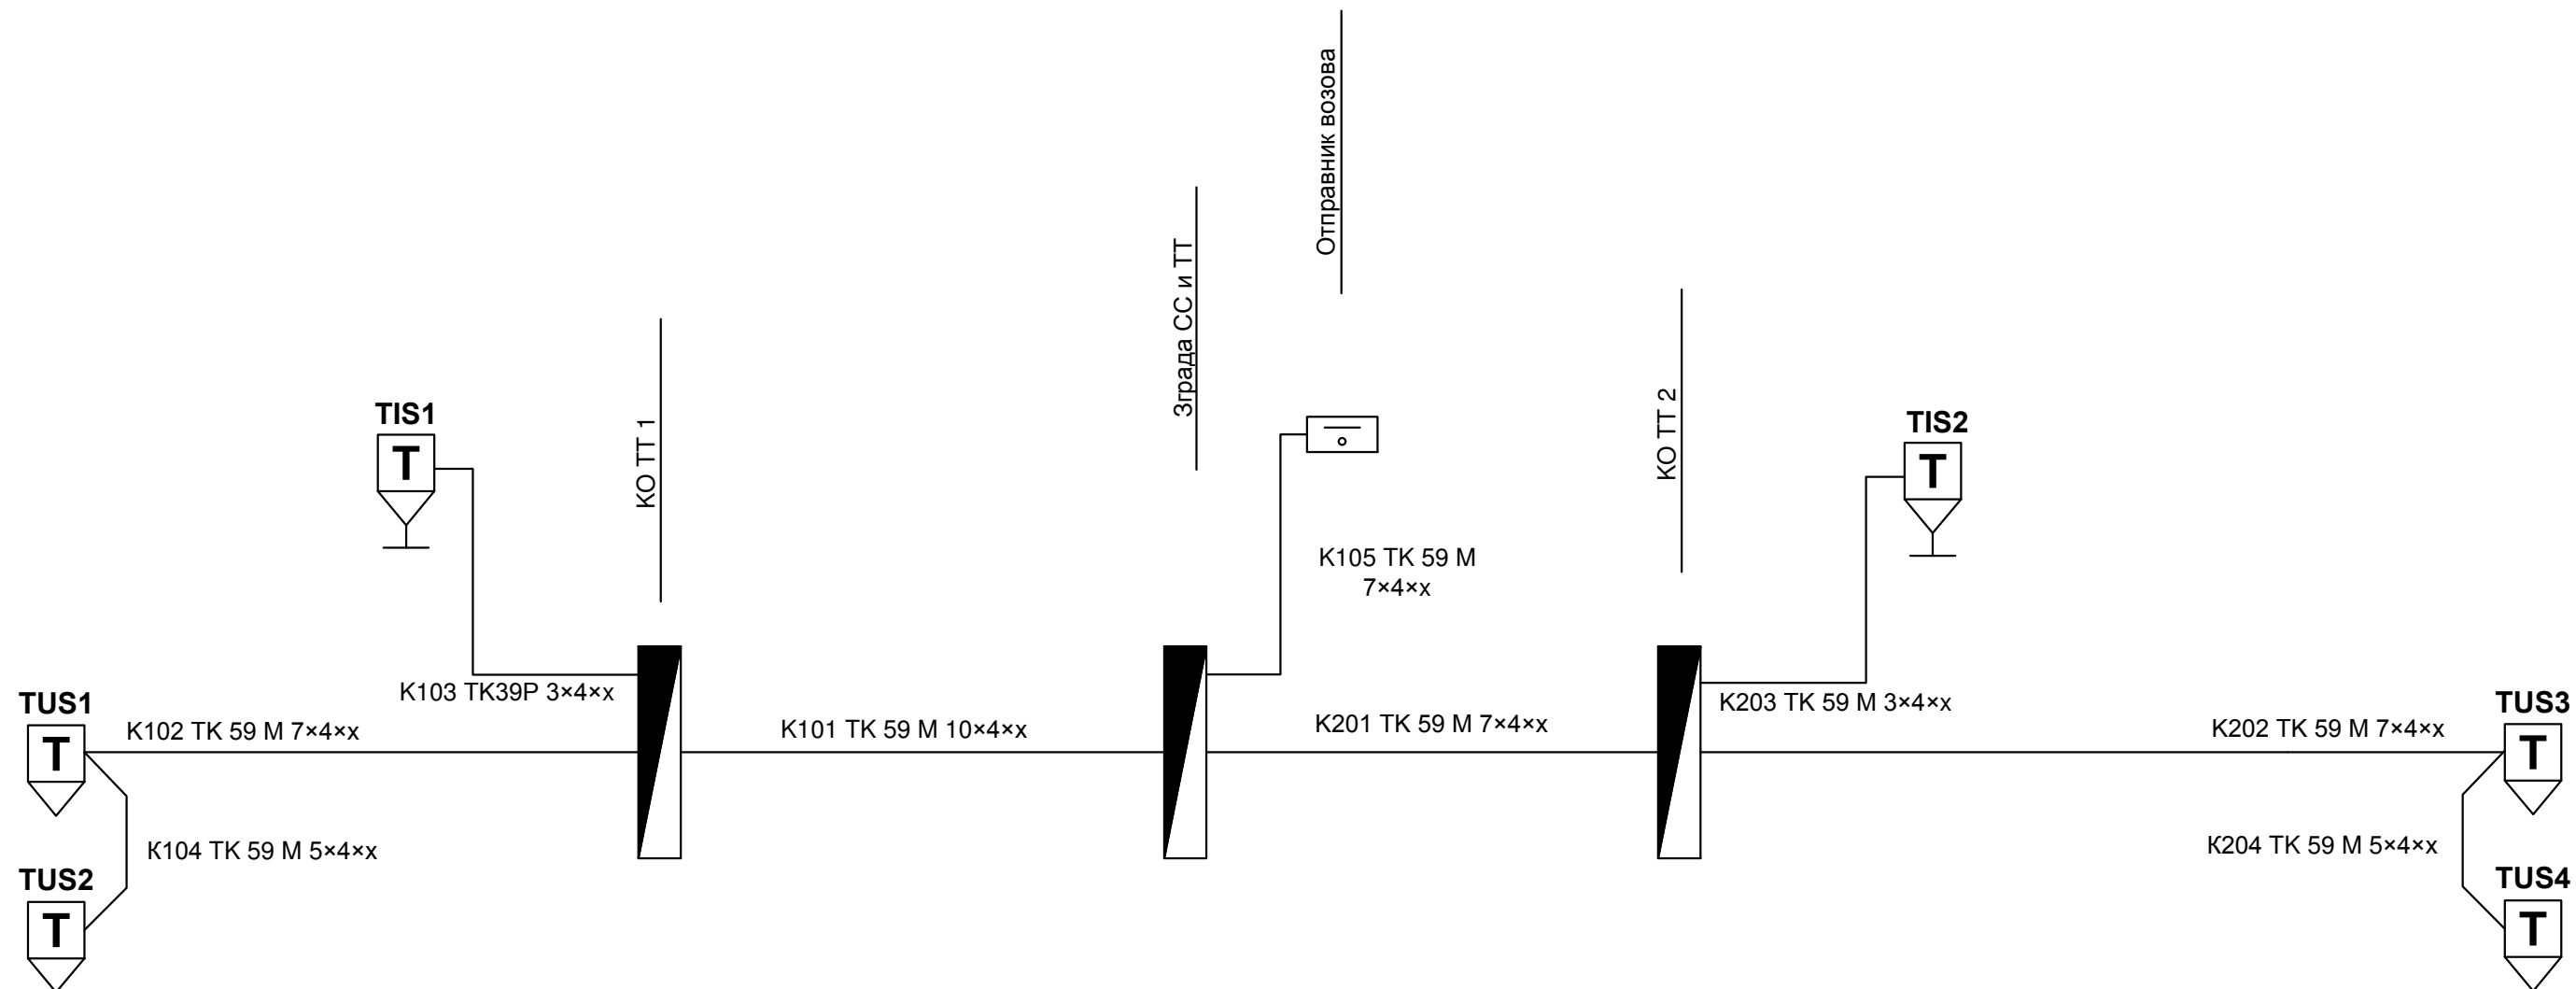 Отправник возова
Зграда СС и ТТ
КО ТТ 1
КО ТТ 2
TIS1
T
TIS2
T
К105 ТК 59 М
7×4×х
К103 ТК39Р 3×4×х
К203 ТК 59 М 3×4×х
TUS1
T
К102 ТК 59 М 7×4×х
К101 ТК 59 М 10×4×х
К201 ТК 59 М 7×4×х
К202 ТК 59 М 7×4×х
TUS3
T
К104 ТК 59 М 5×4×х
К204 ТК 59 М 5×4×х
TUS2
T
TUS4
T